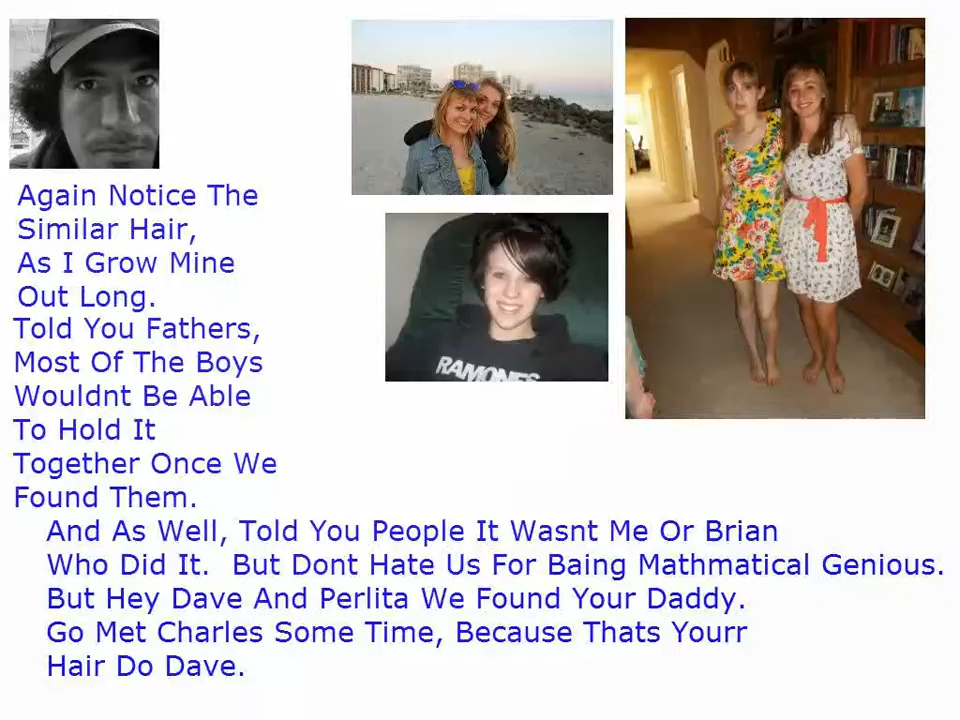 Again Notice The
Similar Hair,
As I Grow Mine
Out Long.
Told You Fathers,
Most Of The Boys
Wouldnt Be Able
To Hold It
Together Once We
Found Them.
RAMONES
And As Well, Told You People It Wasnt Me Or Brian
Who Did It.  But Dont Hate Us For Baing Mathmatical Genious.
But Hey Dave And Perlita We Found Your Daddy.
Go Met Charles Some Time, Because Thats Yourr
Hair Do Dave.